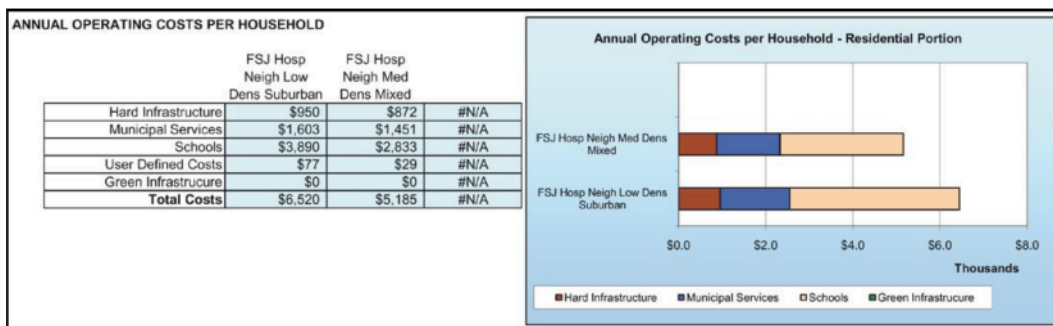 ANNUAL OPERATING COSTS PER HOUSEHOLD
FSJ Hosp FSJ Hosp
Neigh Low Neigh Med
Dens Suburban Dens Mixed
Hard Infrastructure $950 $872 #N/A
Municipal Services $1,603 $1,451 #N/A
Schools $3,890 $2,833 #N/A
User Defined Costs $77 $29 #N/A
Green Infrastrucure $0 $0 #N/A
Total Costs $6,520 $5,185 #N/A
Annual Operating Costs per Household - Residential Portion
FSJ Hosp Neigh Med Dens
Mixed
FSJ Hosp Neigh Low Dens
Suburban
$0.0 $2.0 $4.0 $6.0 $8.0
Thousands
Hard Infrastructure Municipal Services Schools Green Infrastrucure